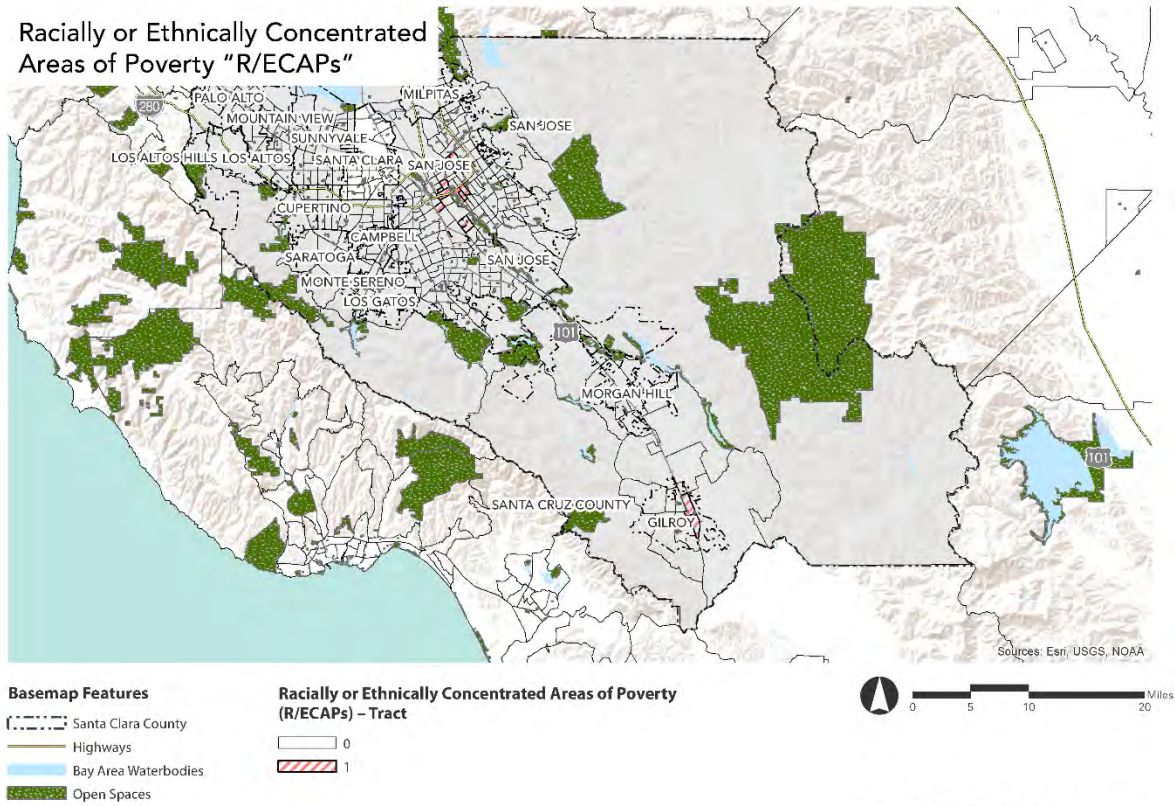 Racially or Ethnically Concentrated
Areas of Poverty "R/ECAPs"
280
PALO ALTO
MILPITAS
MOUNTAIN VIEW
SAN JOSE
SUNNYVALE
LOS ALTOS HILLS
LOS ALTOS
SANTA CLARA
SAN JOSE
CUPERTINO
CAMPBELL
SARATOGA
SAN JOSE
MONTE SERENO
LOS GATOS
101
MORGAN HILL
101
SANTA CRUZ COUNTY
GILROY
Sources: Esri, USGS, NOAA
Basemap Features
Santa Clara County
Highways
Bay Area Waterbodies
Open Spaces
Racially or Ethnically Concentrated Areas of Poverty
(R/ECAPs) – Tract
0
1
Miles
0 5 10 20